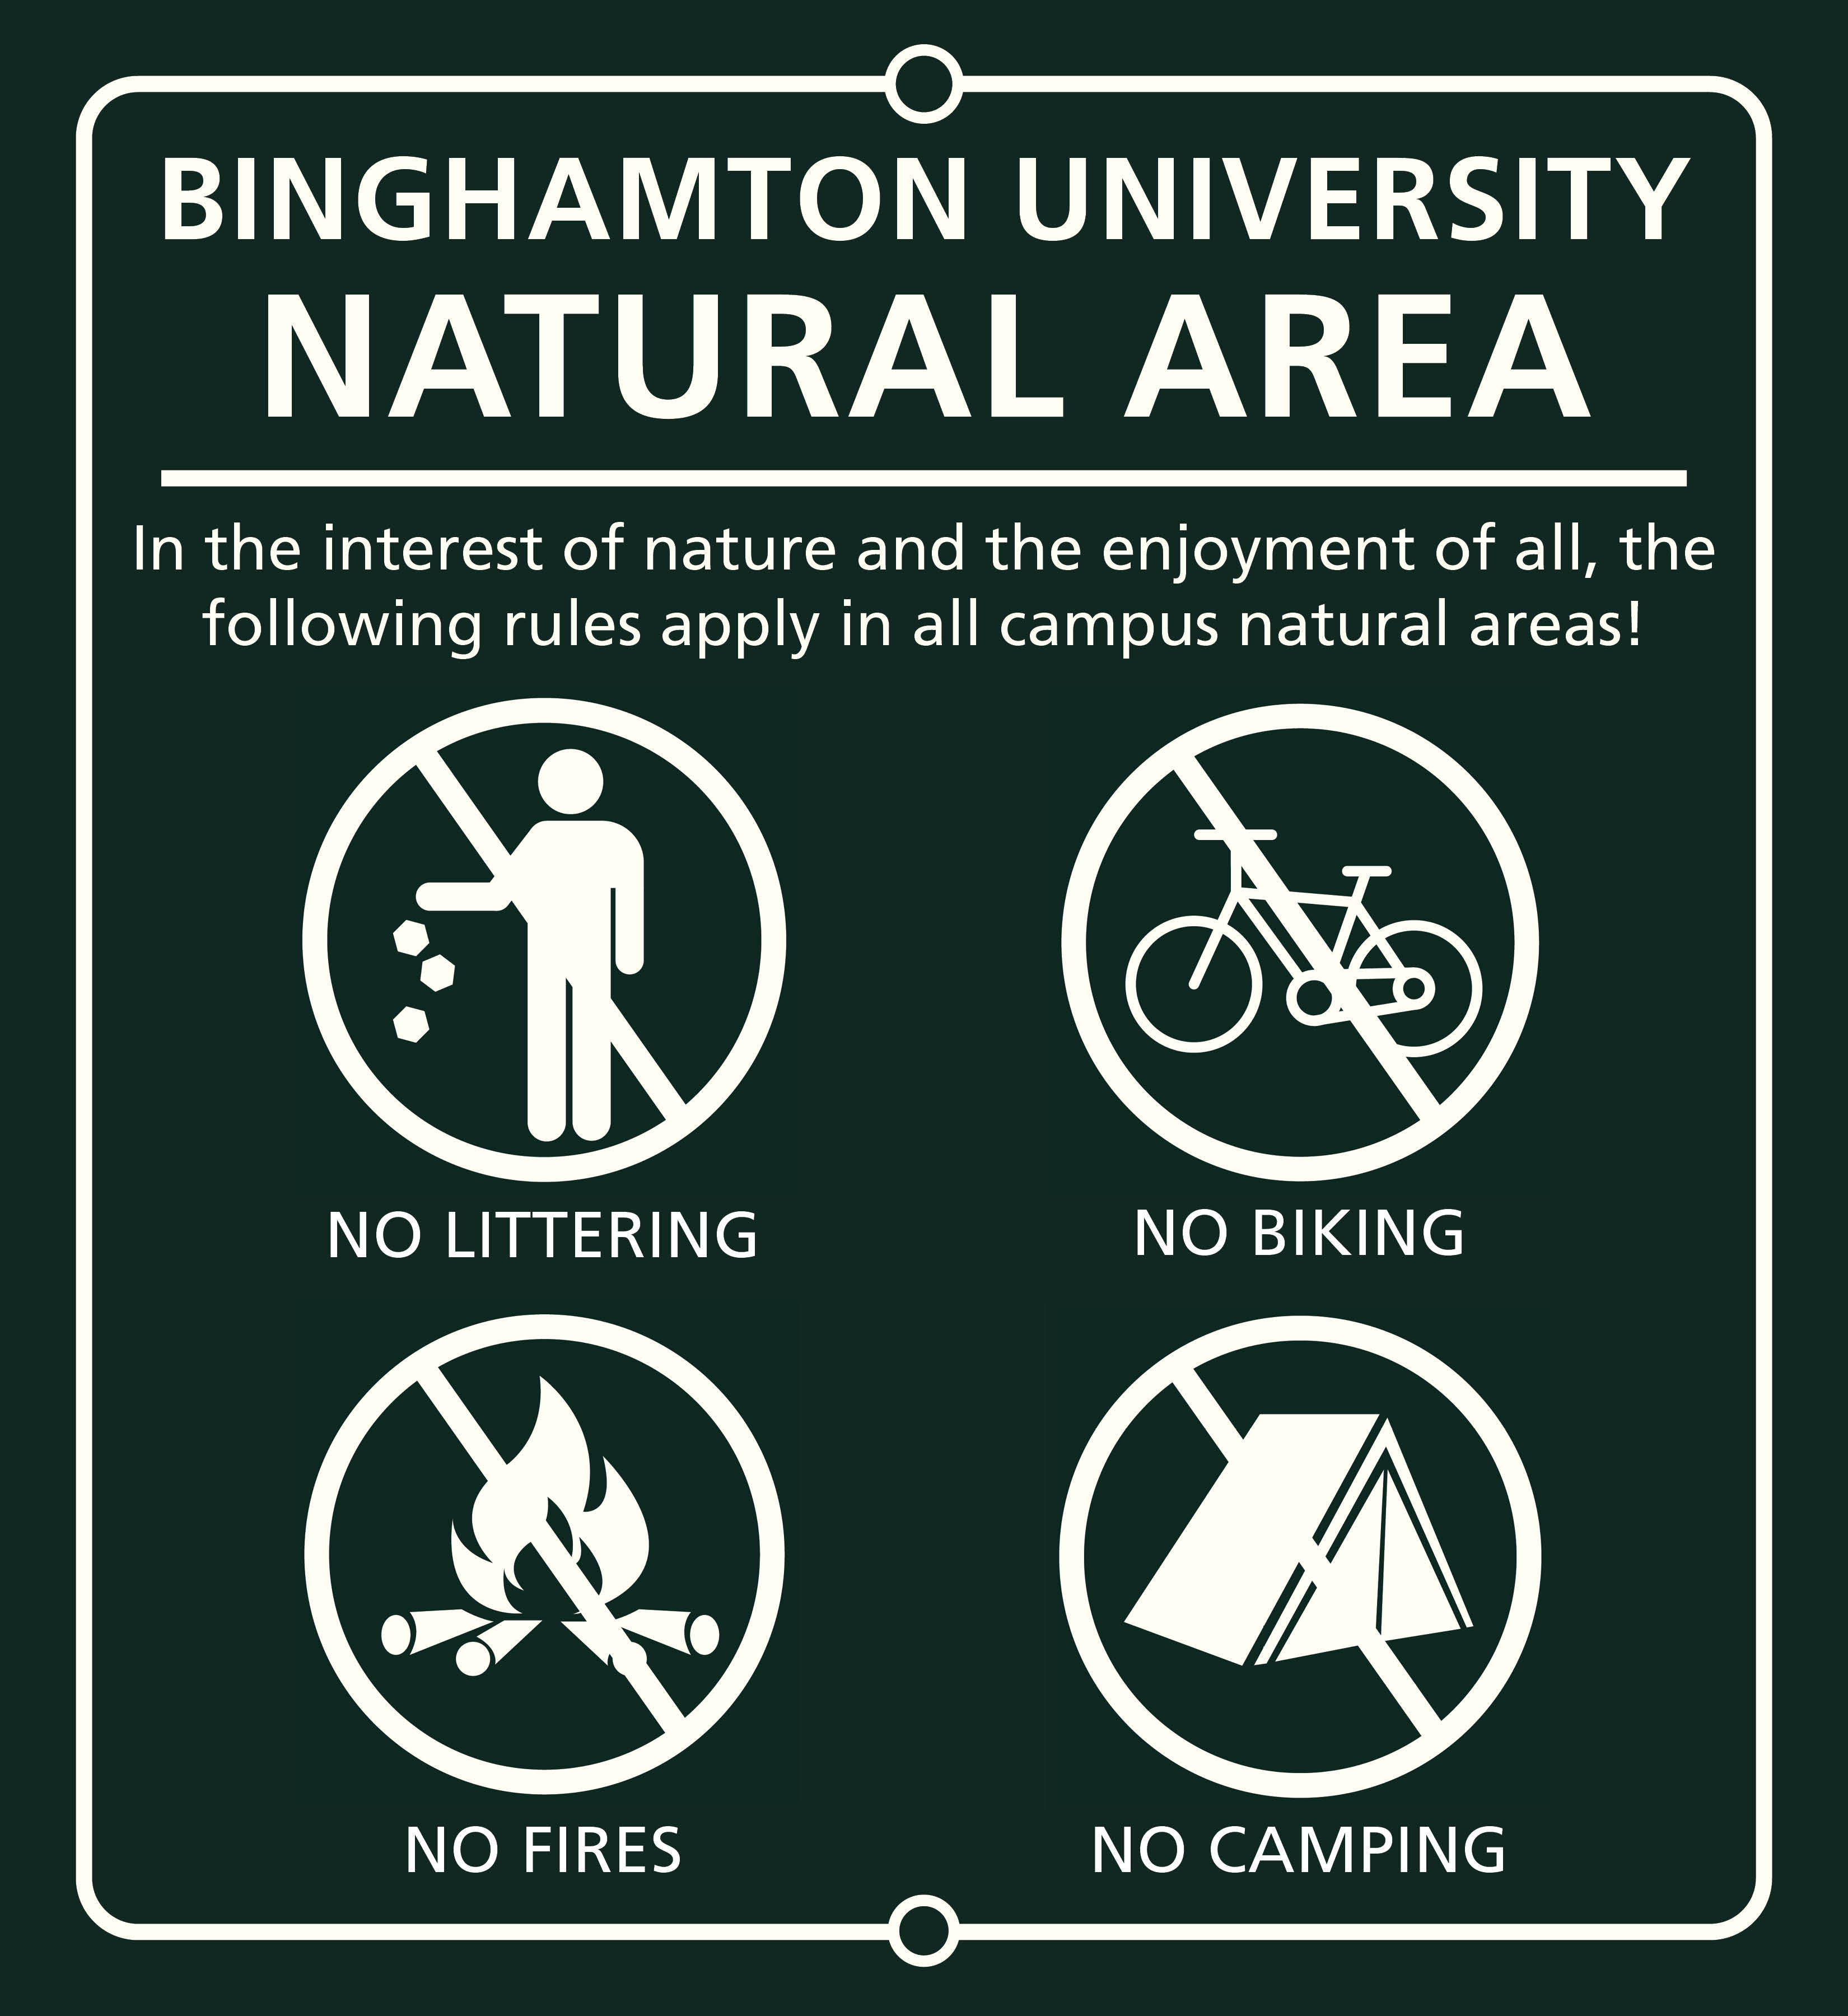 BINGHAMTON UNIVERSITY
NATURAL AREA
In the interest of nature and the enjoyment of all, the
following rules apply in all campus natural areas!
NO LITTERING
NO BIKING
NO FIRES
NO CAMPING